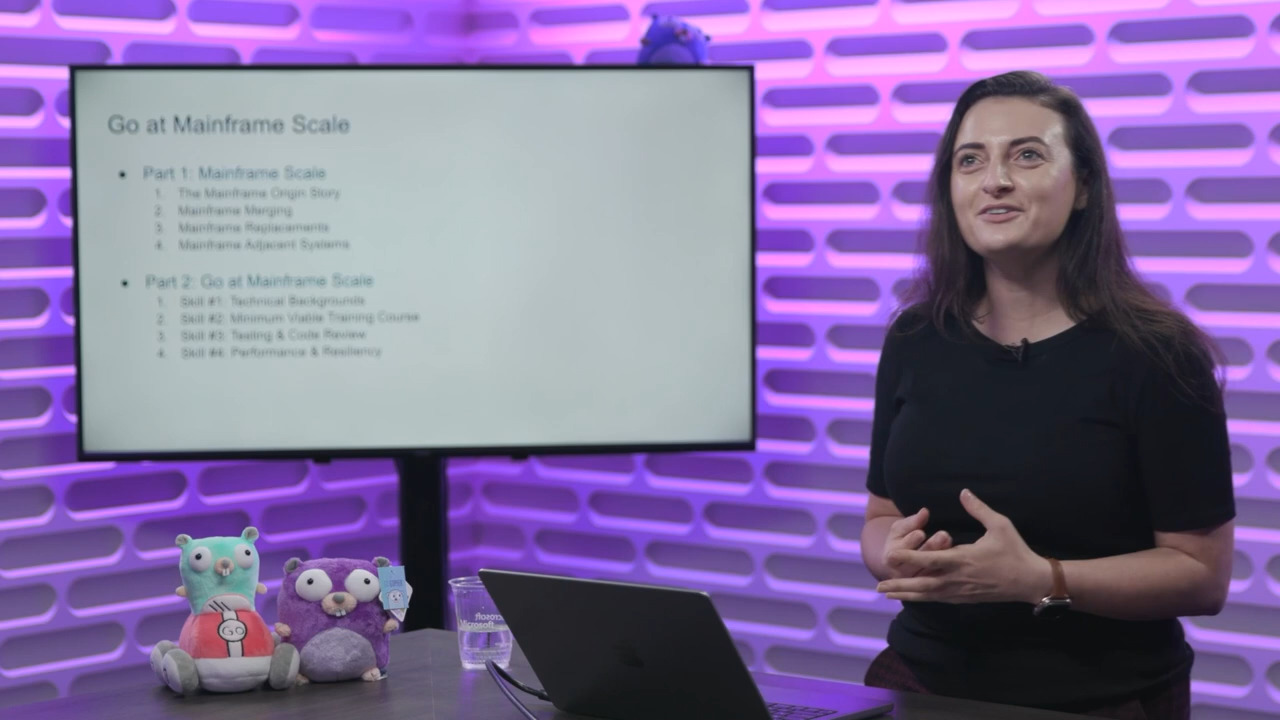 Go at Mainframe Scale
• Part 1: Mainframe Scale
1. The Mainframe Origin Story
2. Mainframe Merging
3. Mainframe Replacements
4. Mainframe Adjacent Systems
• Part 2: Go at Mainframe Scale
1. Skill #1: Technical Backgrounds
2. Skill #2: Minimum Viable Training Course
3. Skill #3: Testing & Code Review
4. Skill #4: Performance & Resiliency
GO
Microsoft
Microsoft